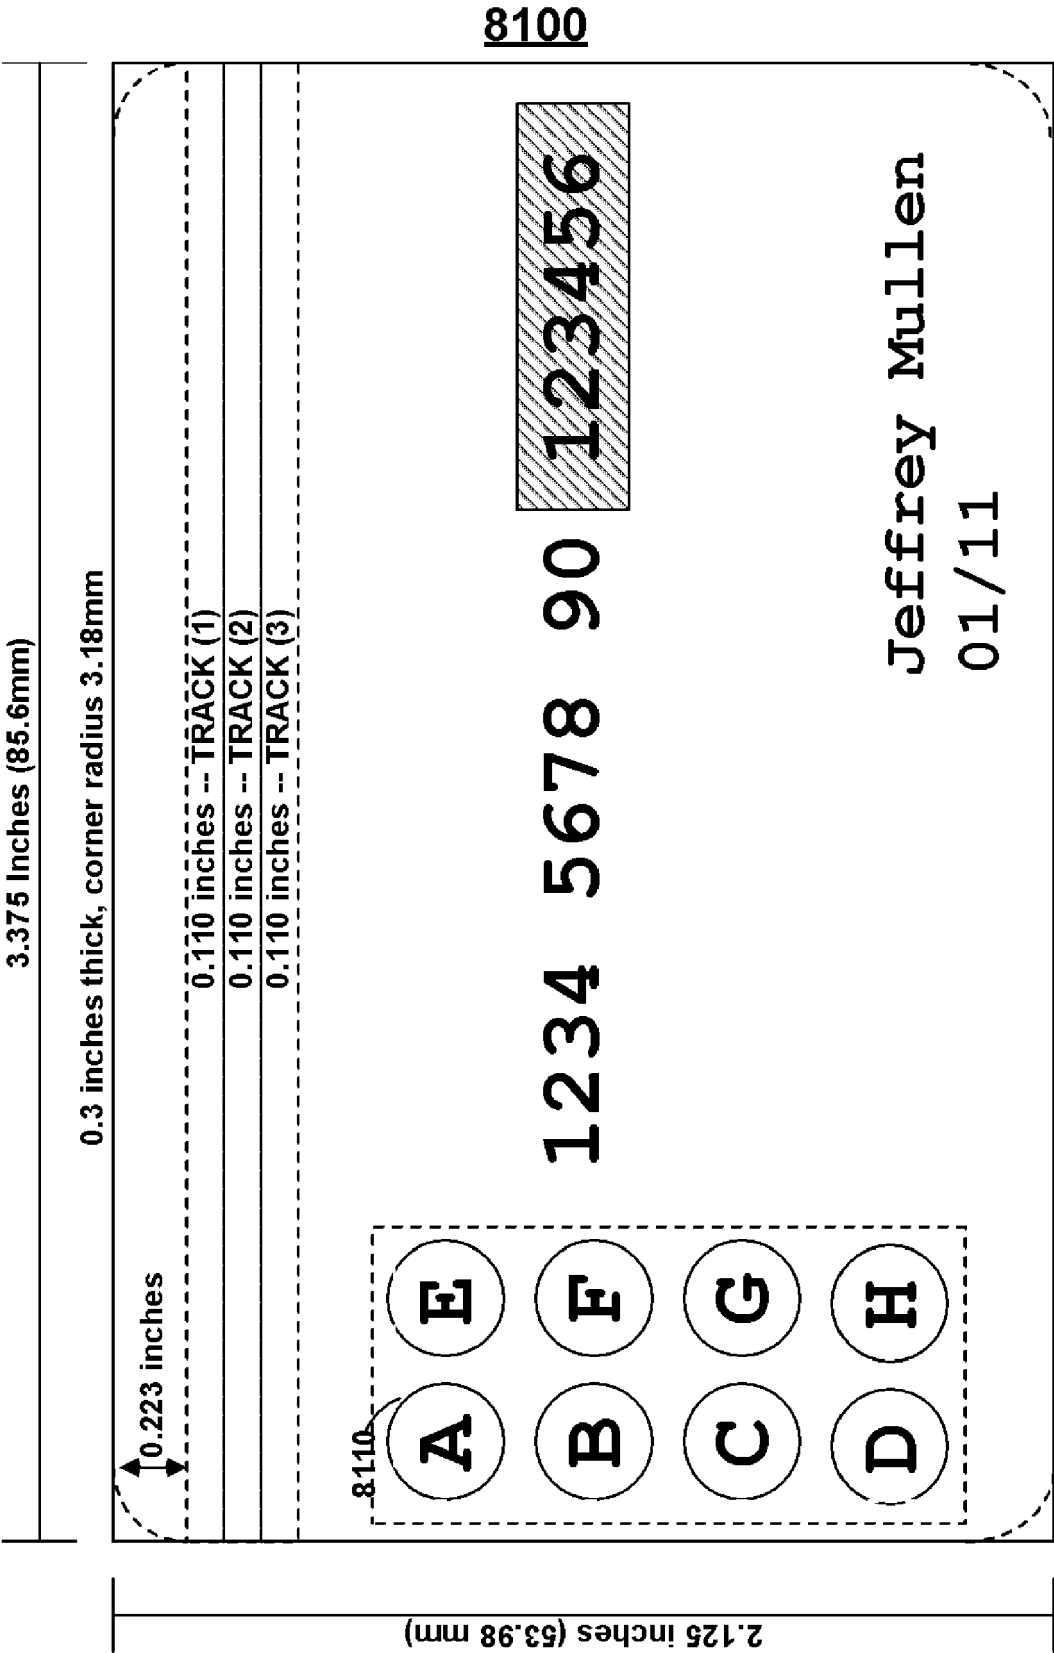 8100
3.375 Inches (85.6mm)
0.3 inches thick, corner radius 3.18mm
0.223 inches
0.110 inches -- TRACK (1)
0.110 inches -- TRACK (2)
0.110 inches -- TRACK (3)
8110
A E
B F
C G
D H
1234 5678 90 123456
Jeffrey Mullen
01/11
2.125 inches (53.98 mm)